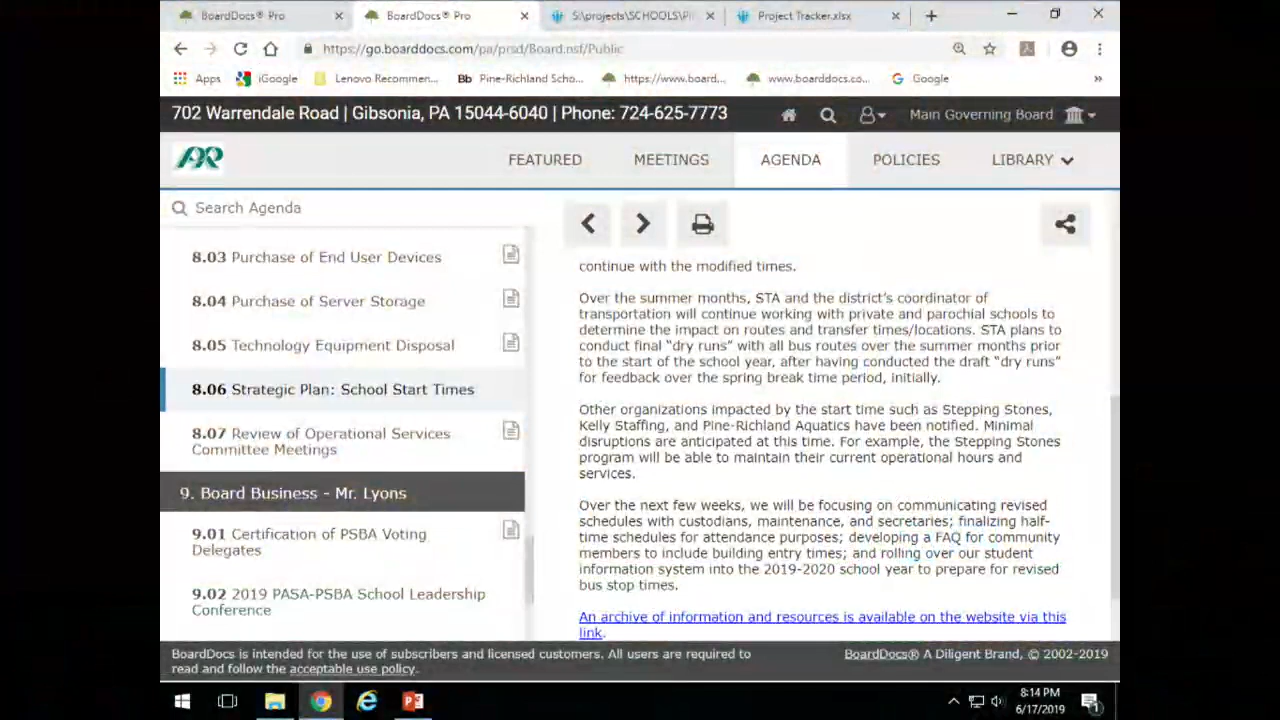 BoardDocs® Pro
BoardDocs® Pro
S:\projects\SCHOOLS\Pi
Project Tracker.xlsx
https://go.boarddocs.com/pa/prsd/Board.nsf/Public
Apps
iGoogle
Lenovo Recommen...
Bb Pine-Richland Scho...
https://www.board...
www.boarddocs.co...
Google
»
702 Warrendale Road | Gibsonia, PA 15044-6040 | Phone: 724-625-7773
Main Governing Board
PR
FEATURED
MEETINGS
AGENDA
POLICIES
LIBRARY
Search Agenda
8.03 Purchase of End User Devices
8.04 Purchase of Server Storage
8.05 Technology Equipment Disposal
8.06 Strategic Plan: School Start Times
8.07 Review of Operational Services
Committee Meetings
9. Board Business - Mr. Lyons
9.01 Certification of PSBA Voting
Delegates
9.02 2019 PASA-PSBA School Leadership
Conference
continue with the modified times.
Over the summer months, STA and the district's coordinator of
transportation will continue working with private and parochial schools to
determine the impact on routes and transfer times/locations. STA plans to
conduct final “dry runs” with all bus routes over the summer months prior
to the start of the school year, after having conducted the draft “dry runs”
for feedback over the spring break time period, initially.
Other organizations impacted by the start time such as Stepping Stones,
Kelly Staffing, and Pine-Richland Aquatics have been notified. Minimal
disruptions are anticipated at this time. For example, the Stepping Stones
program will be able to maintain their current operational hours and
services.
Over the next few weeks, we will be focusing on communicating revised
schedules with custodians, maintenance, and secretaries; finalizing half-
time schedules for attendance purposes; developing a FAQ for community
members to include building entry times; and rolling over our student
information system into the 2019-2020 school year to prepare for revised
bus stop times.
An archive of information and resources is available on the website via this
link.
BoardDocs is intended for the use of subscribers and licensed customers. All users are required to
read and follow the acceptable use policy.
BoardDocs® A Diligent Brand, © 2002-2019
8:14 PM
6/17/2019
1